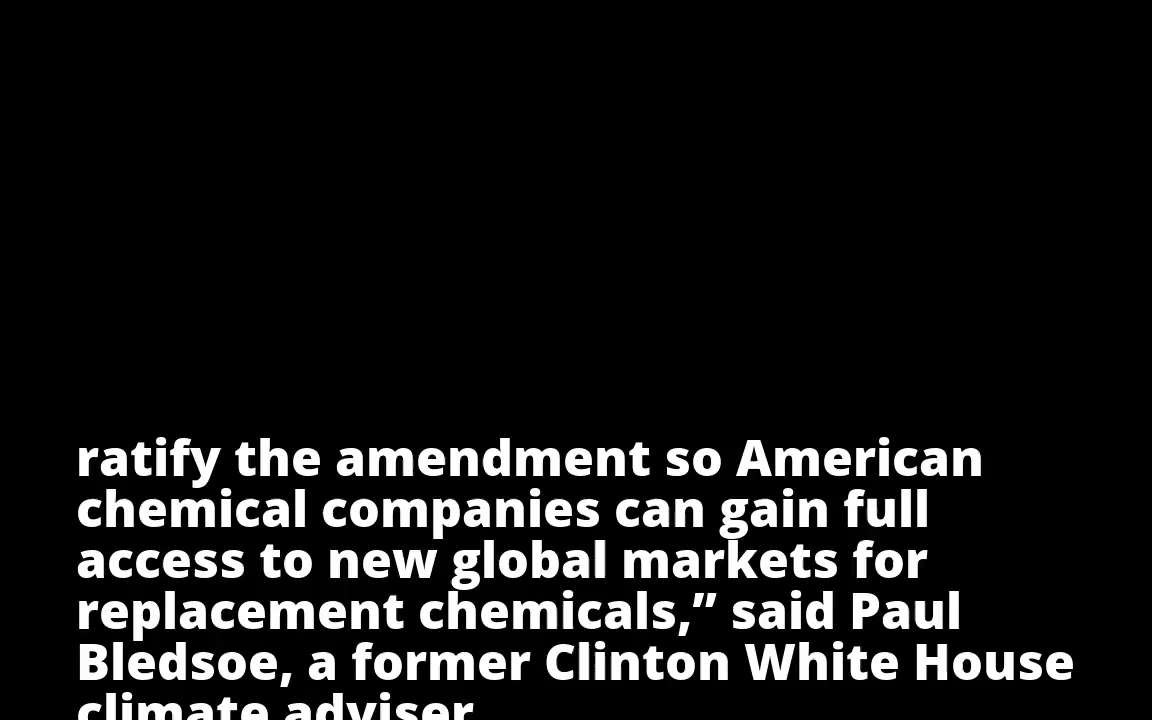 ratify the amendment so American
chemical companies can gain full
access to new global markets for
replacement chemicals,” said Paul
Bledsoe, a former Clinton White House
climate adviser